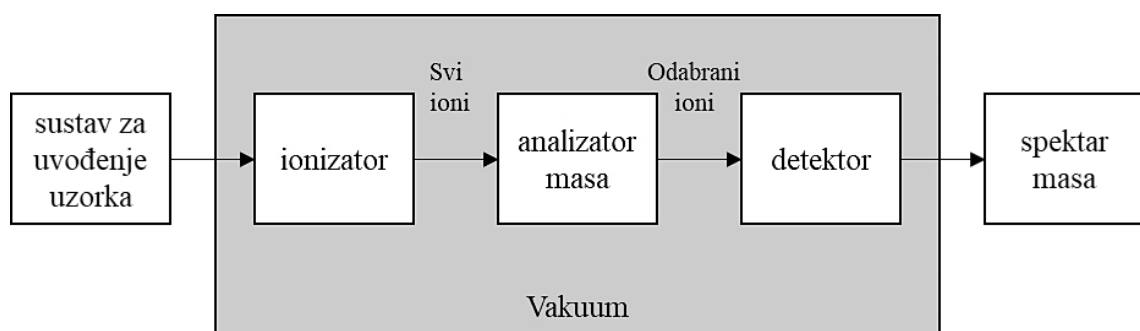 sustav za
uvođenje
uzorka
ionizator
Svi
ioni
analizator
masa
Odabrani
ioni
detektor
spektar
masa
Vakuum